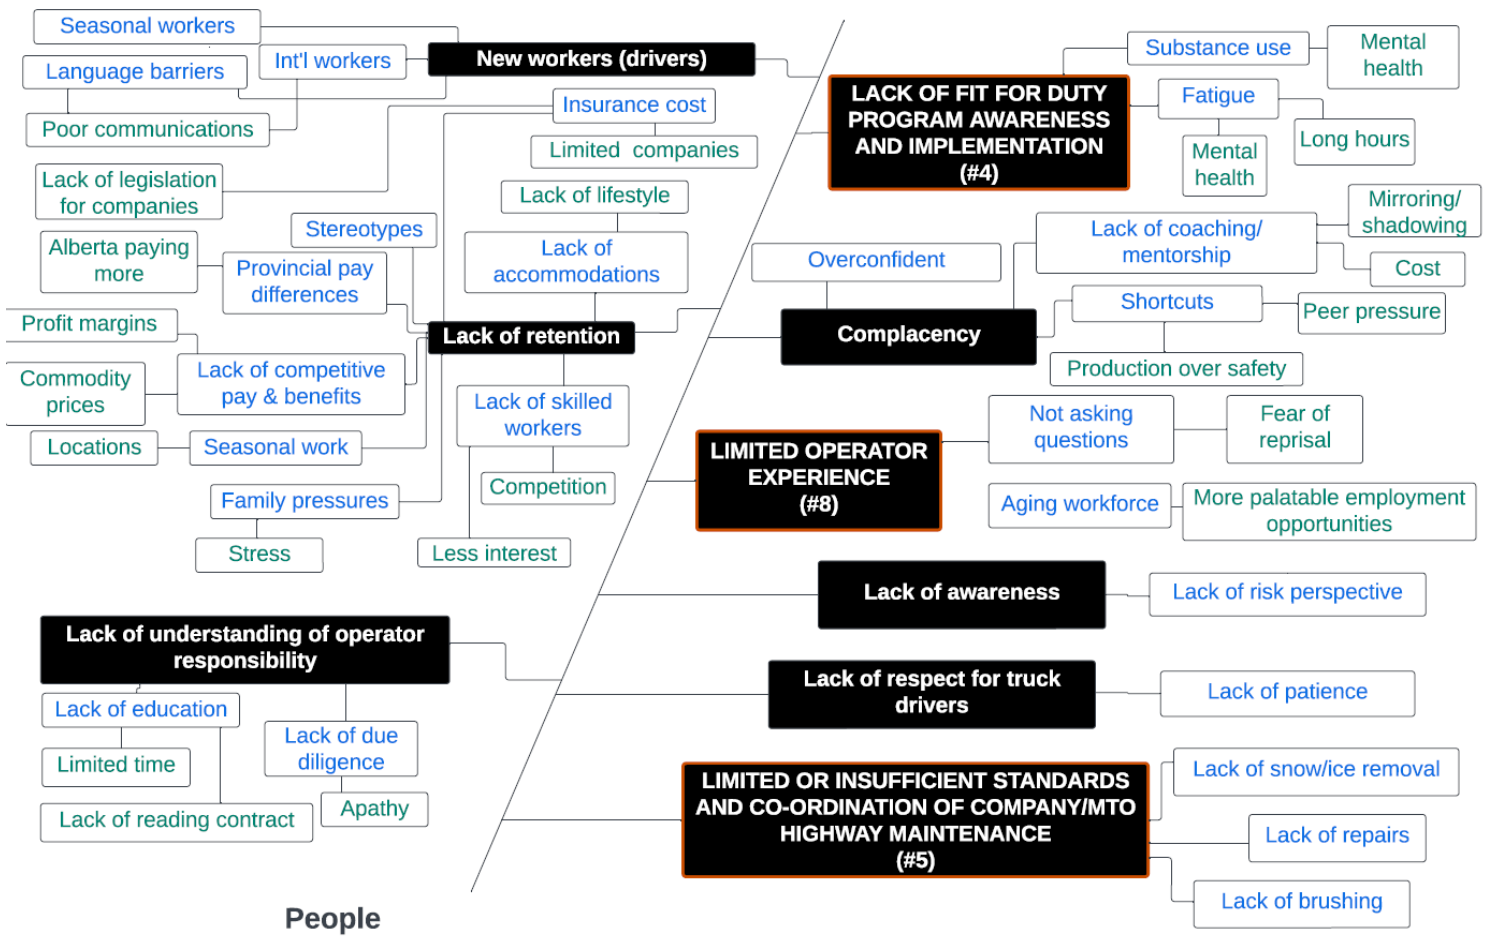 Seasonal workers
Int'l workers
Language barriers
Poor communications
New workers (drivers)
Insurance cost
Limited companies
Lack of legislation
for companies
Lack of lifestyle
Stereotypes
Lack of
accommodations
Alberta paying
more
Provincial pay
differences
Profit margins
Lack of retention
Commodity
prices
Lack of competitive
pay & benefits
Lack of skilled
workers
Locations
Seasonal work
Competition
Family pressures
Stress
Less interest
Lack of understanding of operator
responsibility
Lack of education
Limited time
Lack of due
diligence
Lack of reading contract
Apathy
People
LACK OF FIT FOR DUTY
PROGRAM AWARENESS
AND IMPLEMENTATION
(#4)
Substance use
Mental
health
Fatigue
Long hours
Mental
health
Overconfident
Lack of coaching/
mentorship
Mirroring/
shadowing
Cost
Complacency
Shortcuts
Peer pressure
Production over safety
LIMITED OPERATOR
EXPERIENCE
(#8)
Not asking
questions
Fear of
reprisal
Aging workforce
More palatable employment
opportunities
Lack of awareness
Lack of risk perspective
Lack of respect for truck
drivers
Lack of patience
LIMITED OR INSUFFICIENT STANDARDS
AND CO-ORDINATION OF COMPANY/MTO
HIGHWAY MAINTENANCE
(#5)
Lack of snow/ice removal
Lack of repairs
Lack of brushing